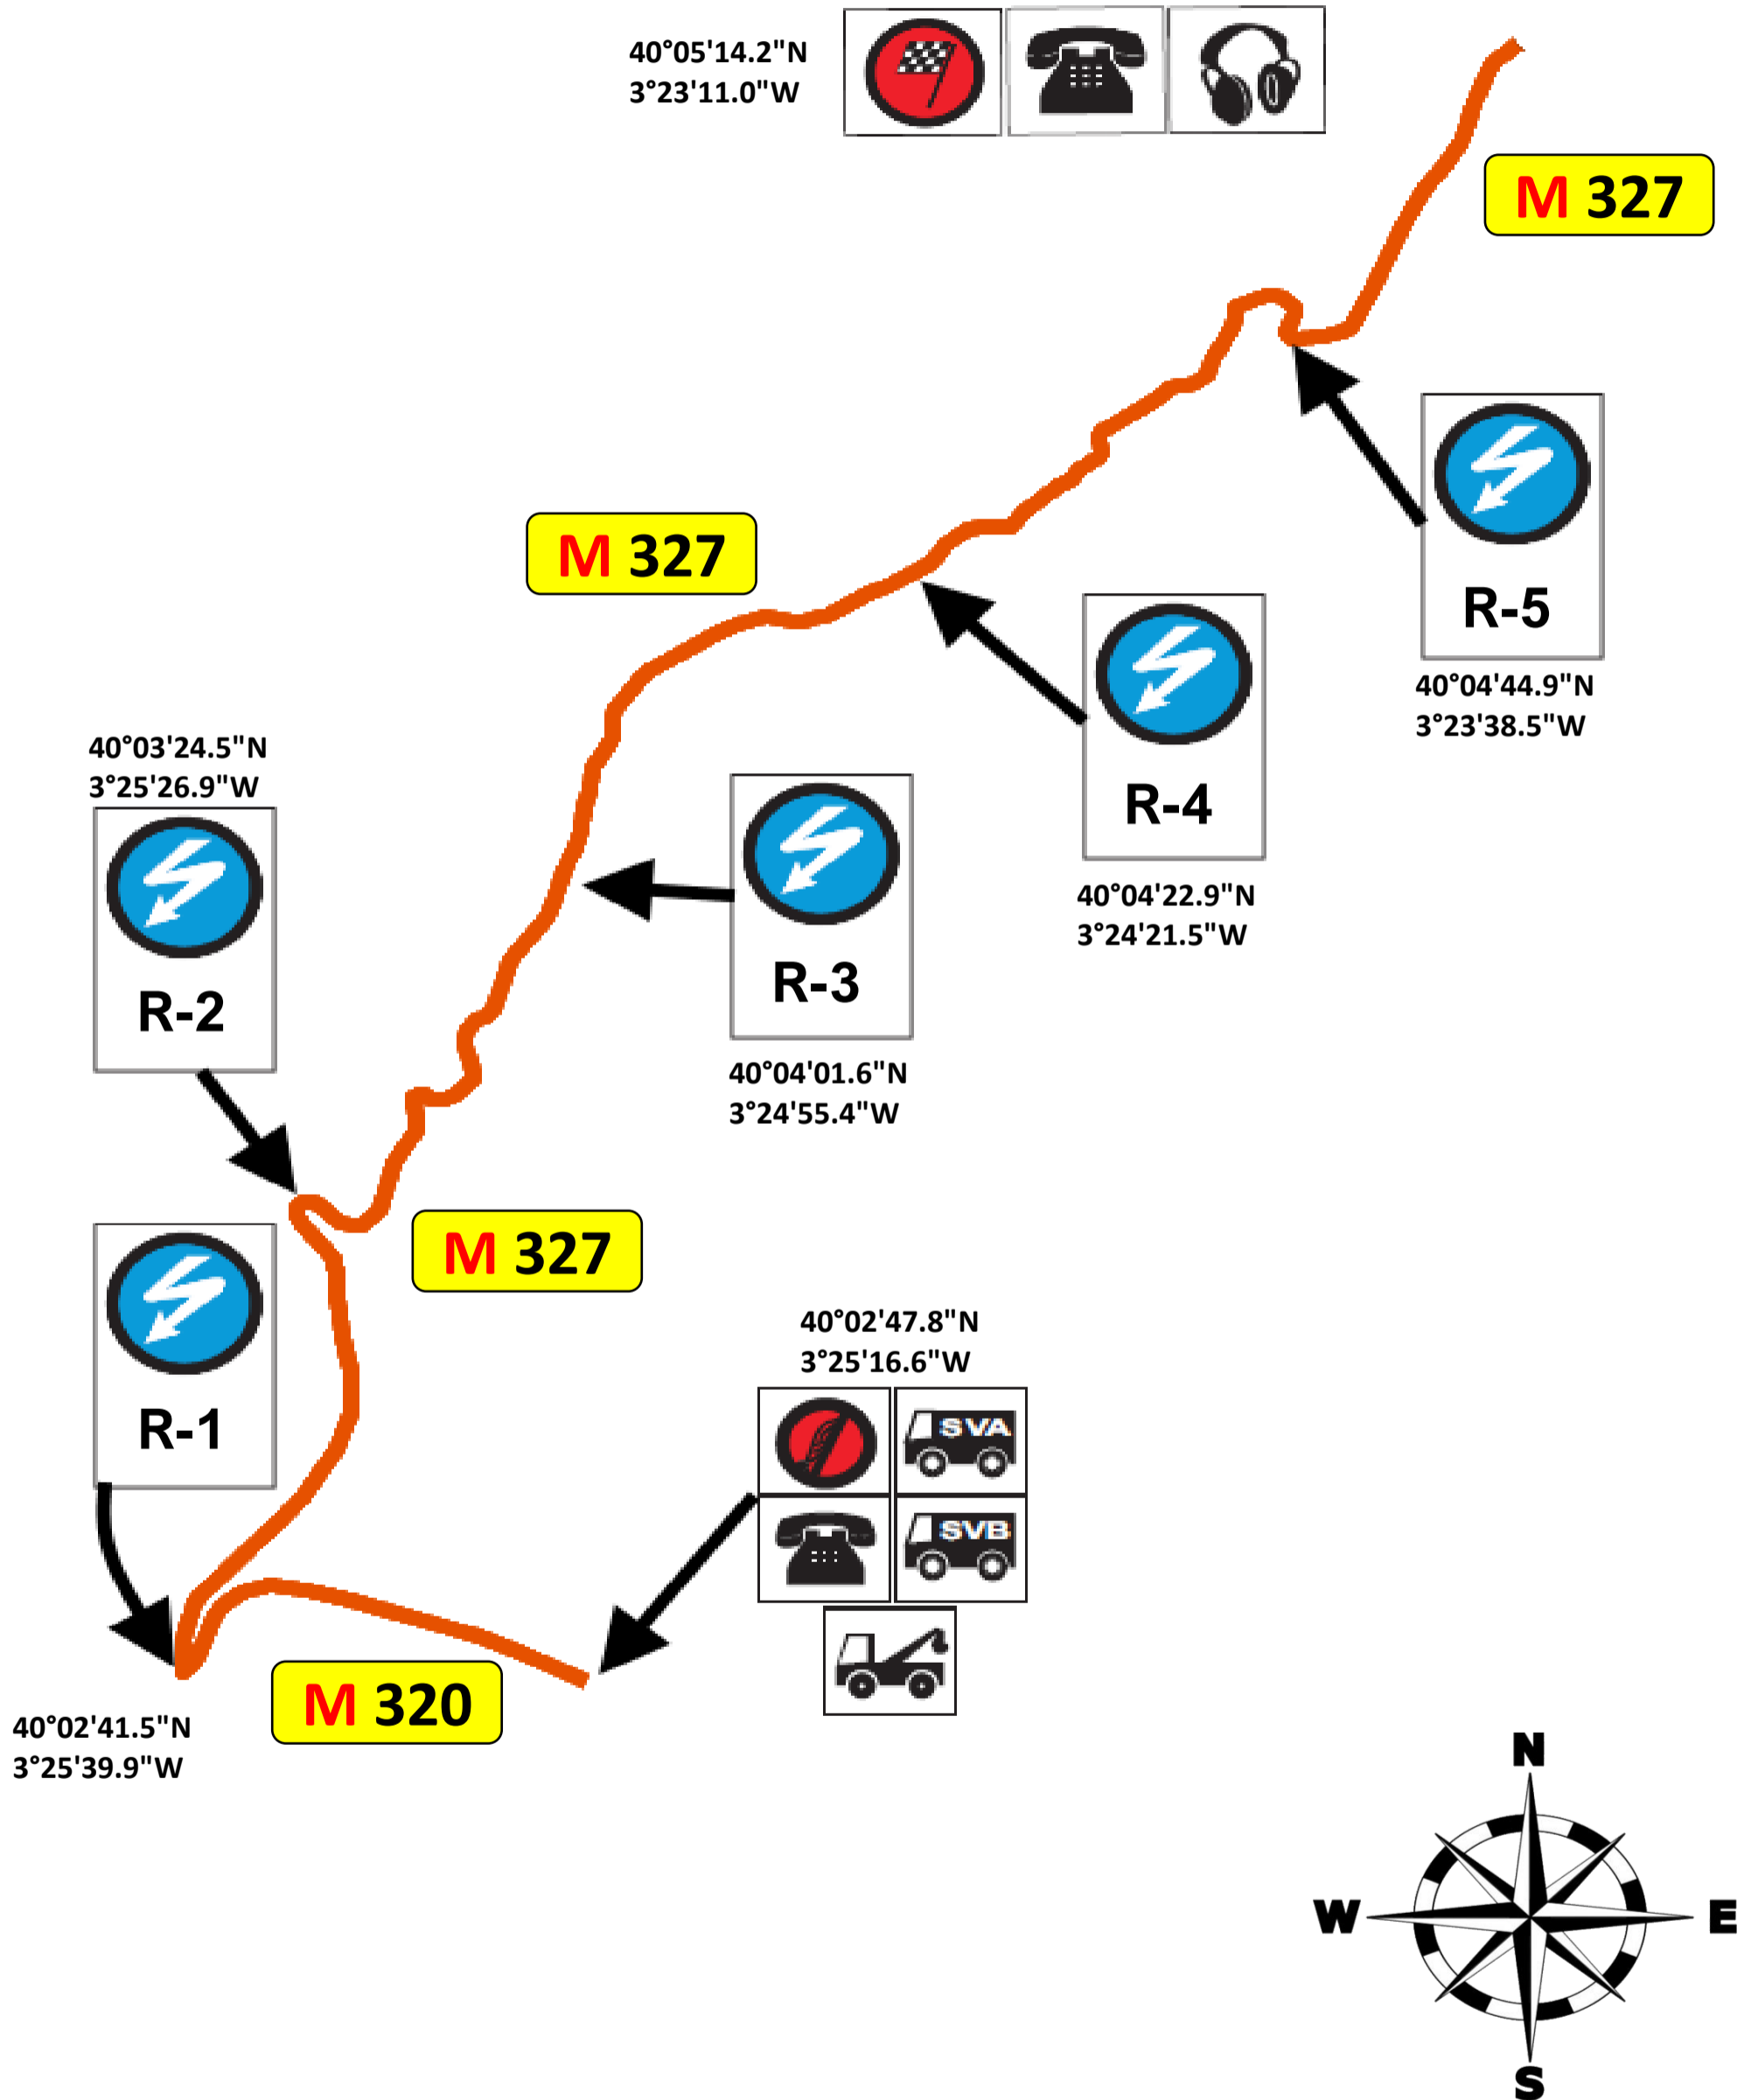 40°05'14.2"N
3°23'11.0"W
M 327
M 327
R-5
40°04'44.9"N
3°23'38.5"W
R-4
40°04'22.9"N
3°24'21.5"W
40°03'24.5"N
3°25'26.9"W
R-2
R-3
40°04'01.6"N
3°24'55.4"W
M 327
R-1
40°02'47.8"N
3°25'16.6"W
SVA
SVB
M 320
40°02'41.5"N
3°25'39.9"W
N
W
E
S